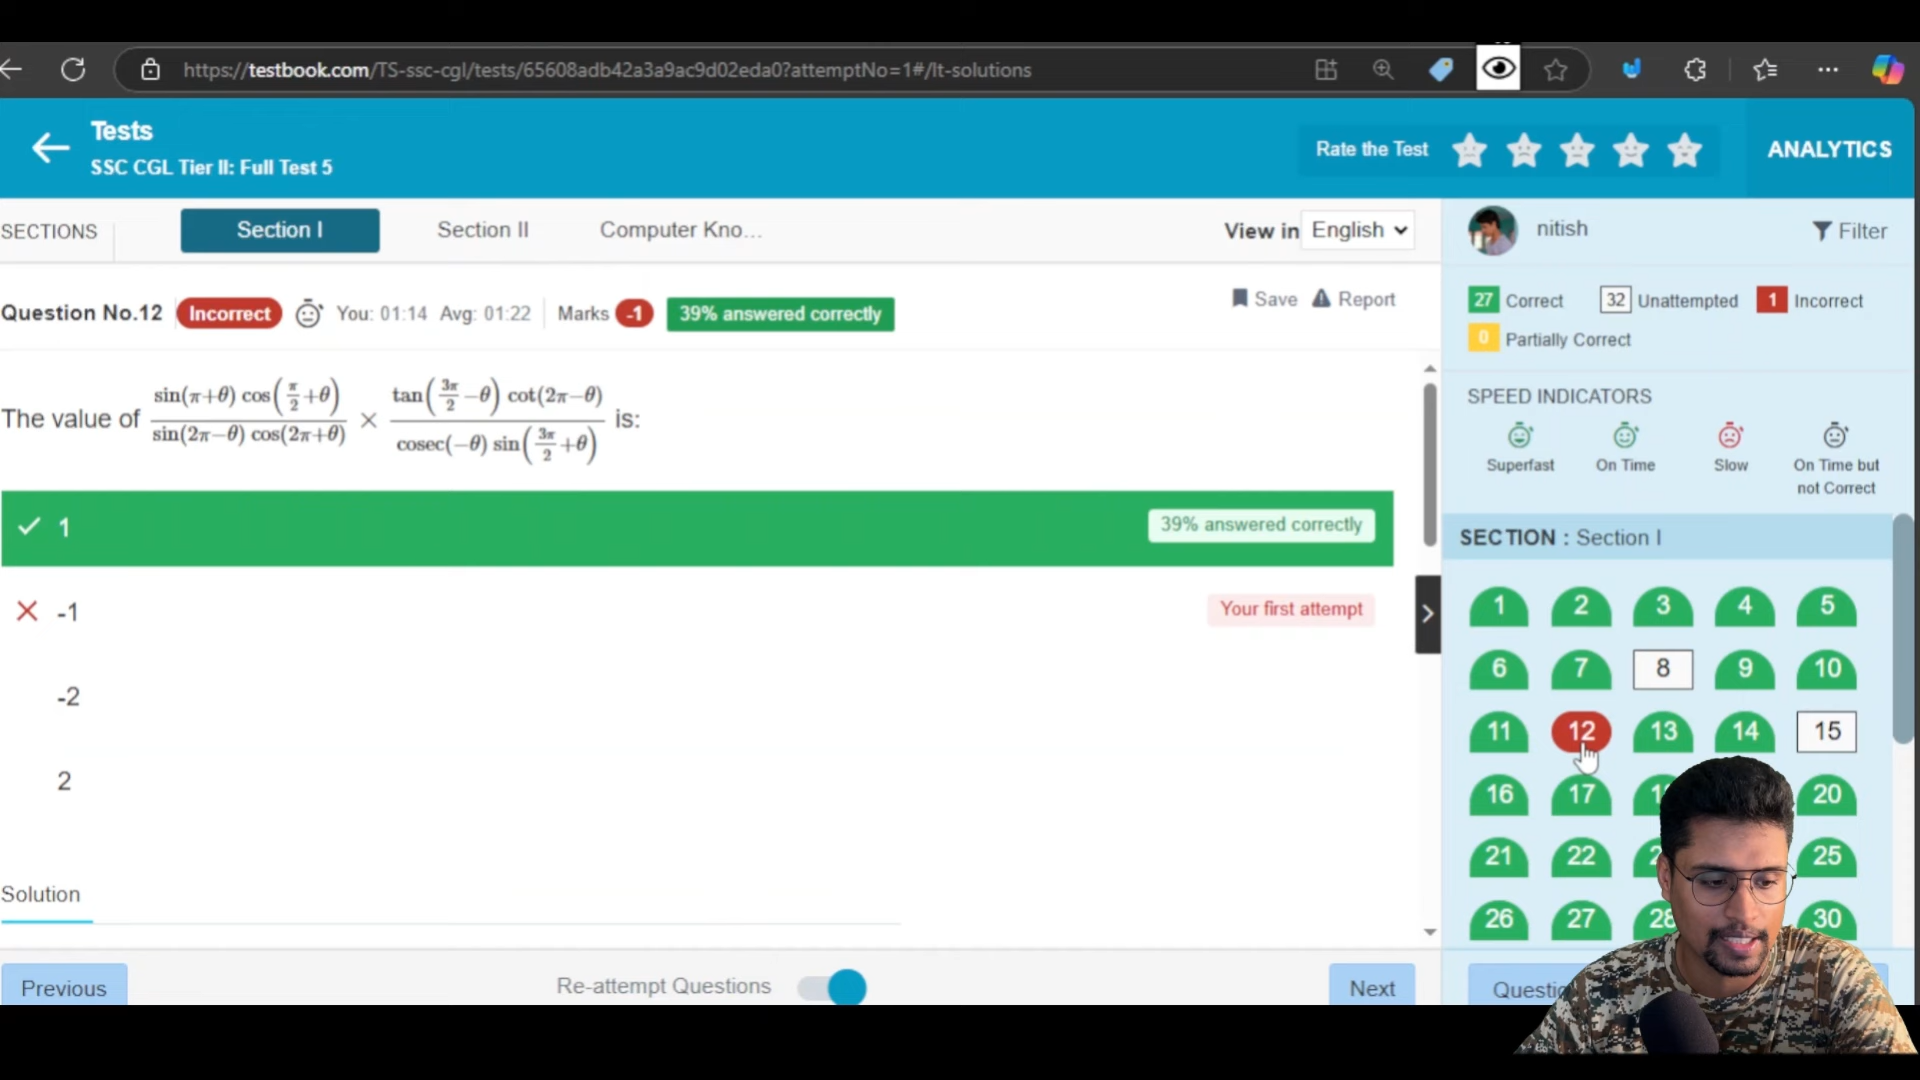 https://testbook.com/TS-ssc-cgl/tests/65608adb42a3a9ac9d02eda0?attemptNo=1#/lt-solutions
Tests
SSC CGL Tier II: Full Test 5
Rate the Test
ANALYTICS
SECTIONS
Section I
Section II
Computer Kno...
View in English
nitish
Filter
Question No.12 Incorrect You: 01:14 Avg: 01:22 Marks -1 39% answered correctly
Save Report
27 Correct 32 Unattempted 1 Incorrect
0 Partially Correct
The value of sin(π+θ) cos(π/2+θ) / sin(2π−θ) cos(2π+θ) × tan(3π/2−θ) cot(2π−θ) / cosec(−θ) sin(3π/2+θ) is:
SPEED INDICATORS
Superfast
On Time
Slow
On Time but
not Correct
1 39% answered correctly
-1 Your first attempt
-2
2
SECTION : Section I
1 2 3 4 5
6 7 8 9 10
11 12 13 14 15
16 17 20
21 22 25
26 27 28 30
Solution
Previous
Re-attempt Questions
Next